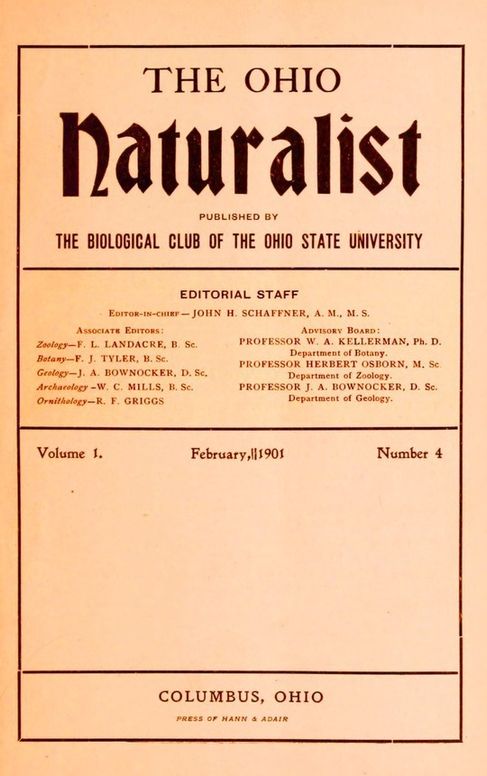 THE OHIO
Naturalist
PUBLISHED BY
THE BIOLOGICAL CLUB OF THE OHIO STATE UNIVERSITY
EDITORIAL STAFF
EDITOR-IN-CHIEF—JOHN H. SCHAFFNER, A. M., M. S.
ASSOCIATE EDITORS:
Zoology—F. L. LANDACRE, B. Sc.
Botany—F. J. TYLER, B. Sc.
Geology—J. A. BOWNOCKER, D. Sc.
Archaeology—W. C. MILLS, B. Sc.
Ornithology—R. F. GRIGGS
ADVISORY BOARD:
PROFESSOR W. A. KELLERMAN, Ph. D.
Department of Botany.
PROFESSOR HERBERT OSBORN, M. Sc
Department of Zoology.
PROFESSOR J. A. BOWNOCKER, D. Sc.
Department of Geology.
Volume 1. February, 1901 Number 4
COLUMBUS, OHIO
PRESS OF HANN & ADAIR